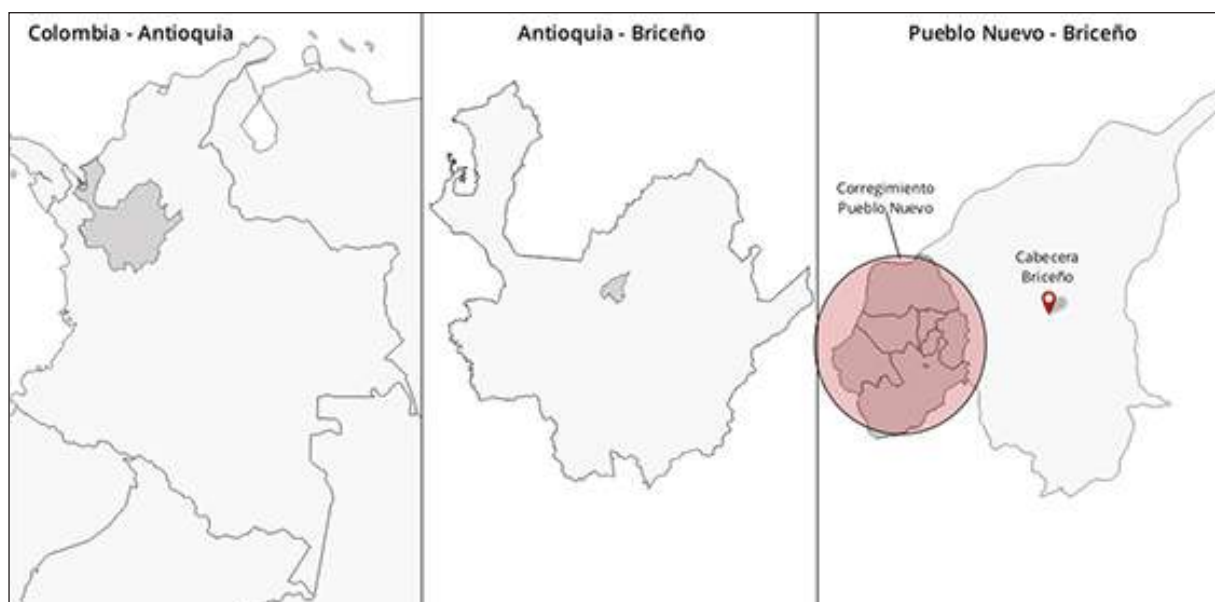 Colombia - Antioquia
Antioquia - Briceño
Pueblo Nuevo - Briceño
Corregimiento
Pueblo Nuevo
Cabecera
Briceño